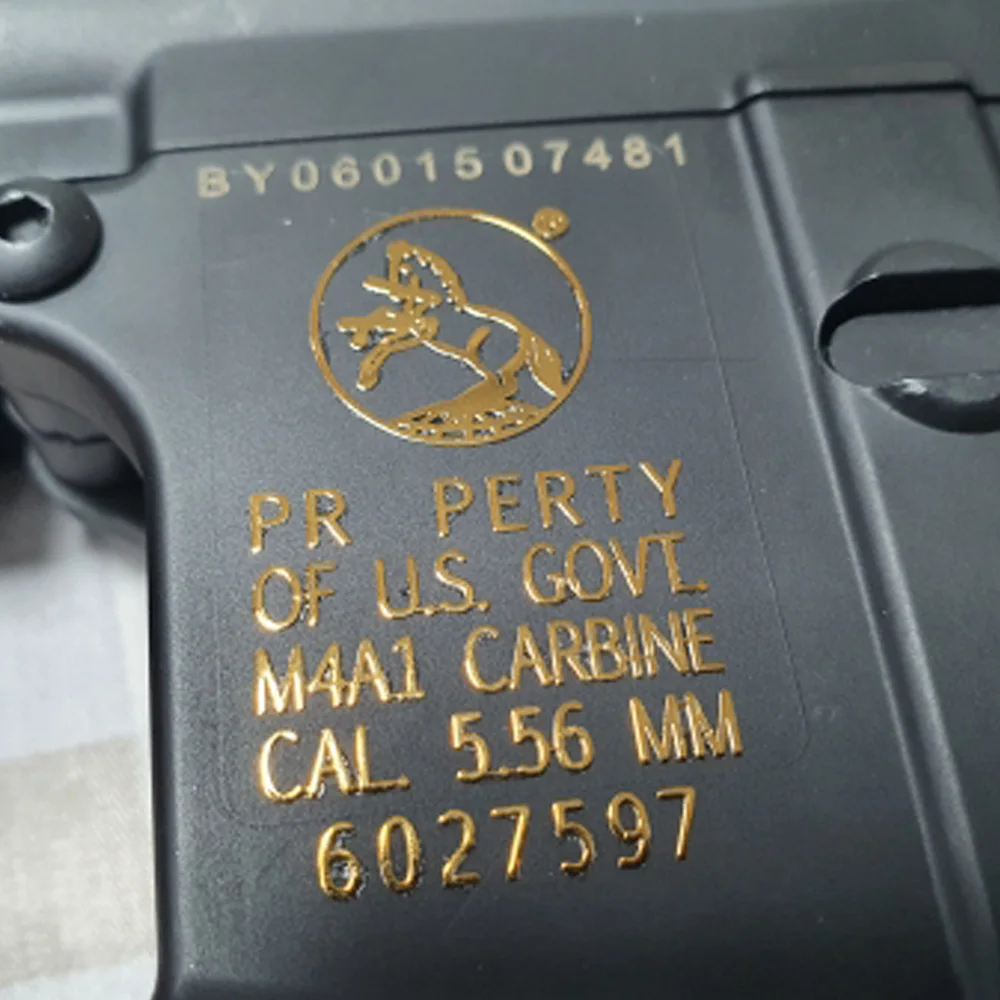 BY0601507481
®
PR PERTY
OF U.S. GOVT.
M4A1 CARBINE
CAL. 5.56 MM
6027597